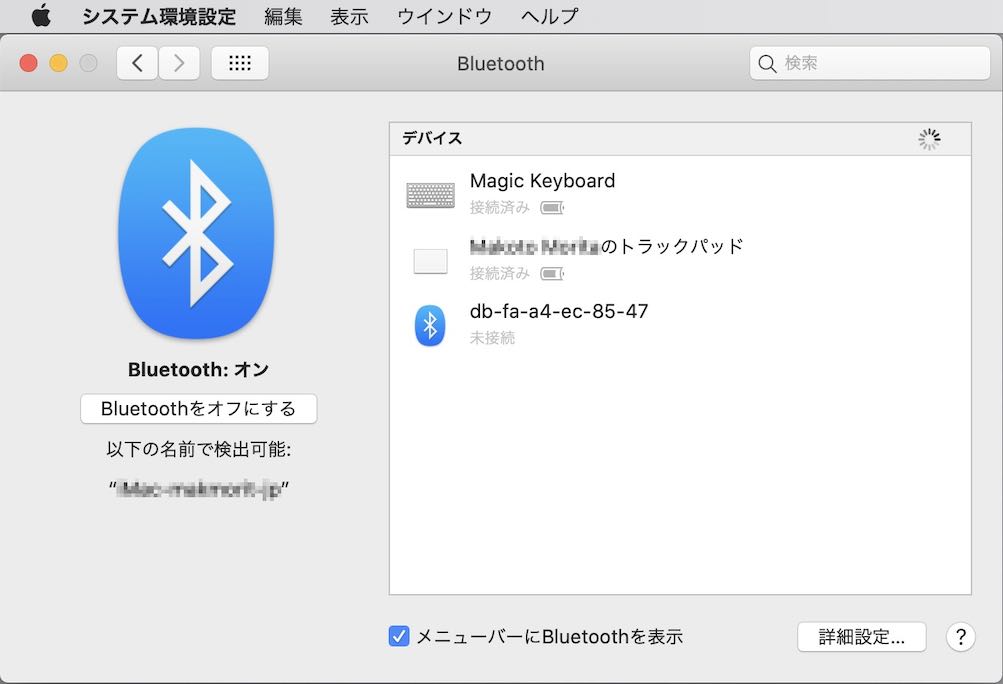 システム環境設定 編集 表示 ウインドウ ヘルプ
Bluetooth
検索
デバイス
Magic Keyboard
接続済み
のトラックパッド
接続済み
db-fa-a4-ec-85-47
未接続
Bluetooth: オン
Bluetoothをオフにする
以下の名前で検出可能:
メニューバーにBluetoothを表示
詳細設定...
?